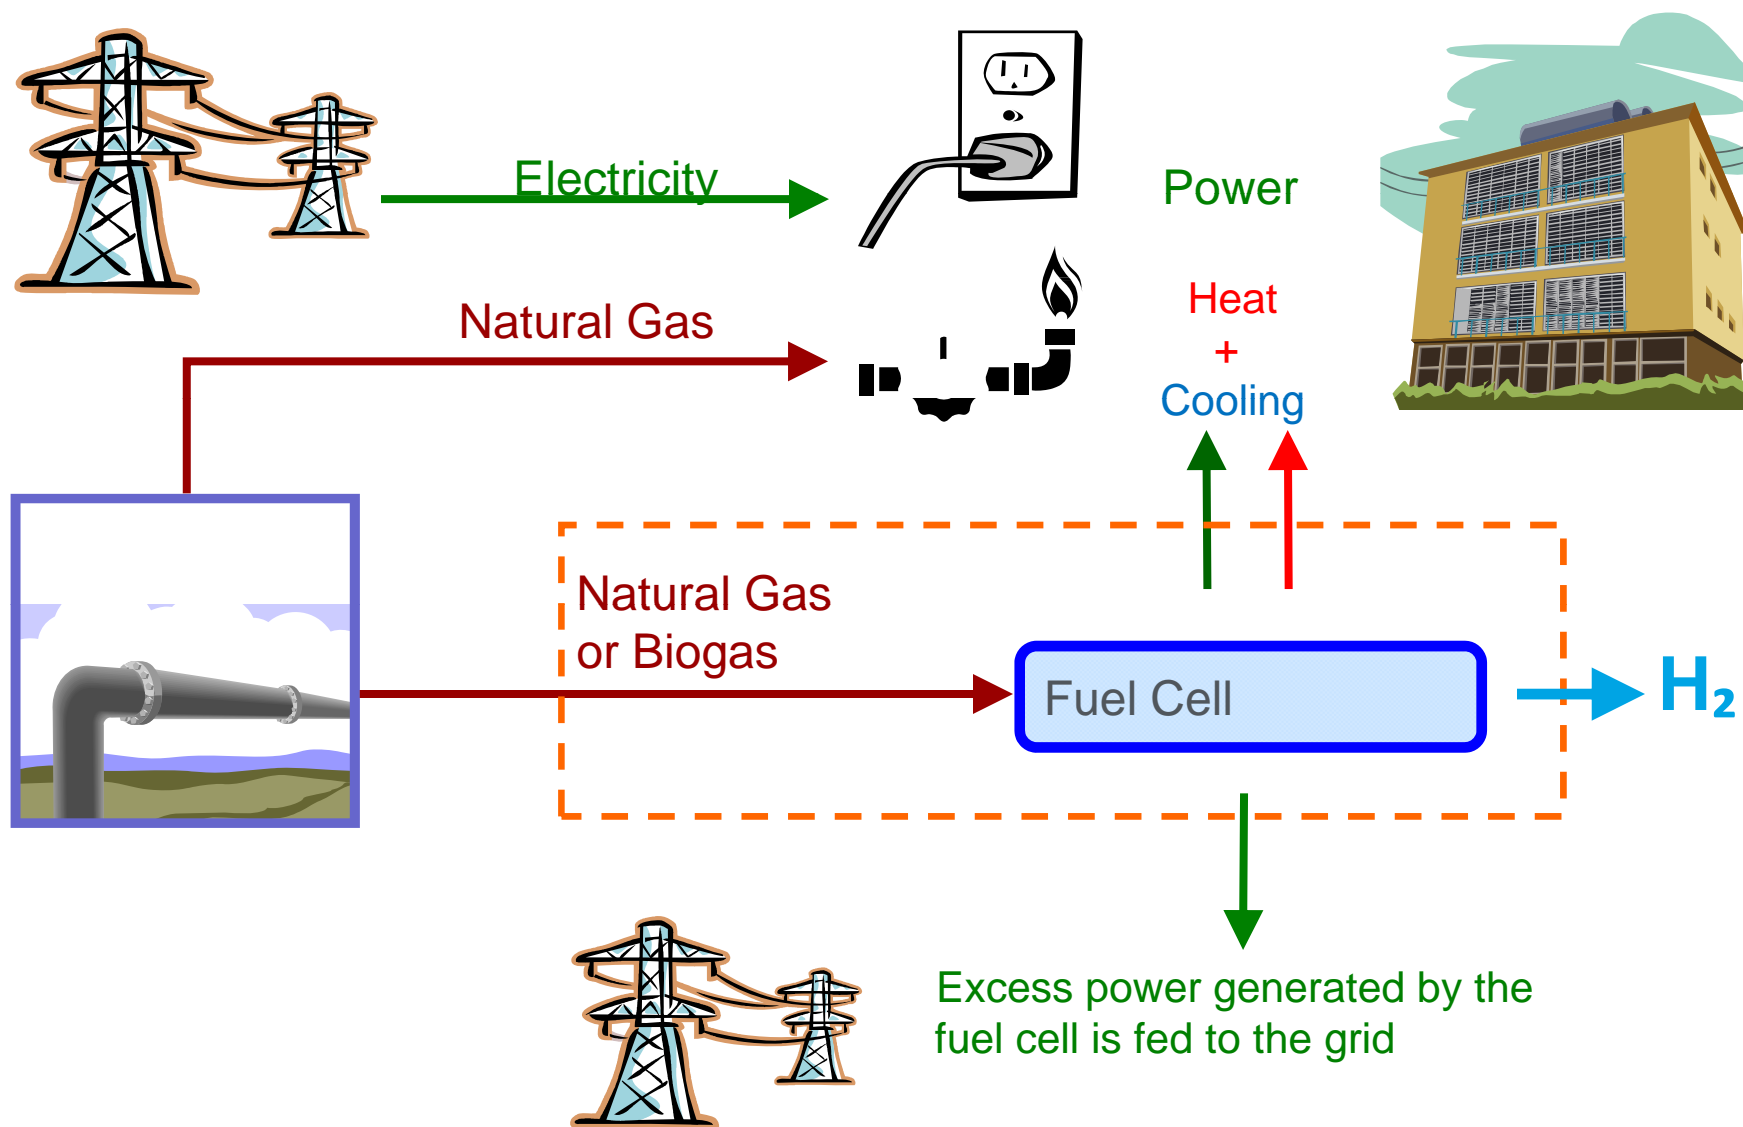 Electricity
Power
Natural Gas
Heat
+
Cooling
Natural Gas
or Biogas
Fuel Cell
H₂
Excess power generated by the
fuel cell is fed to the grid